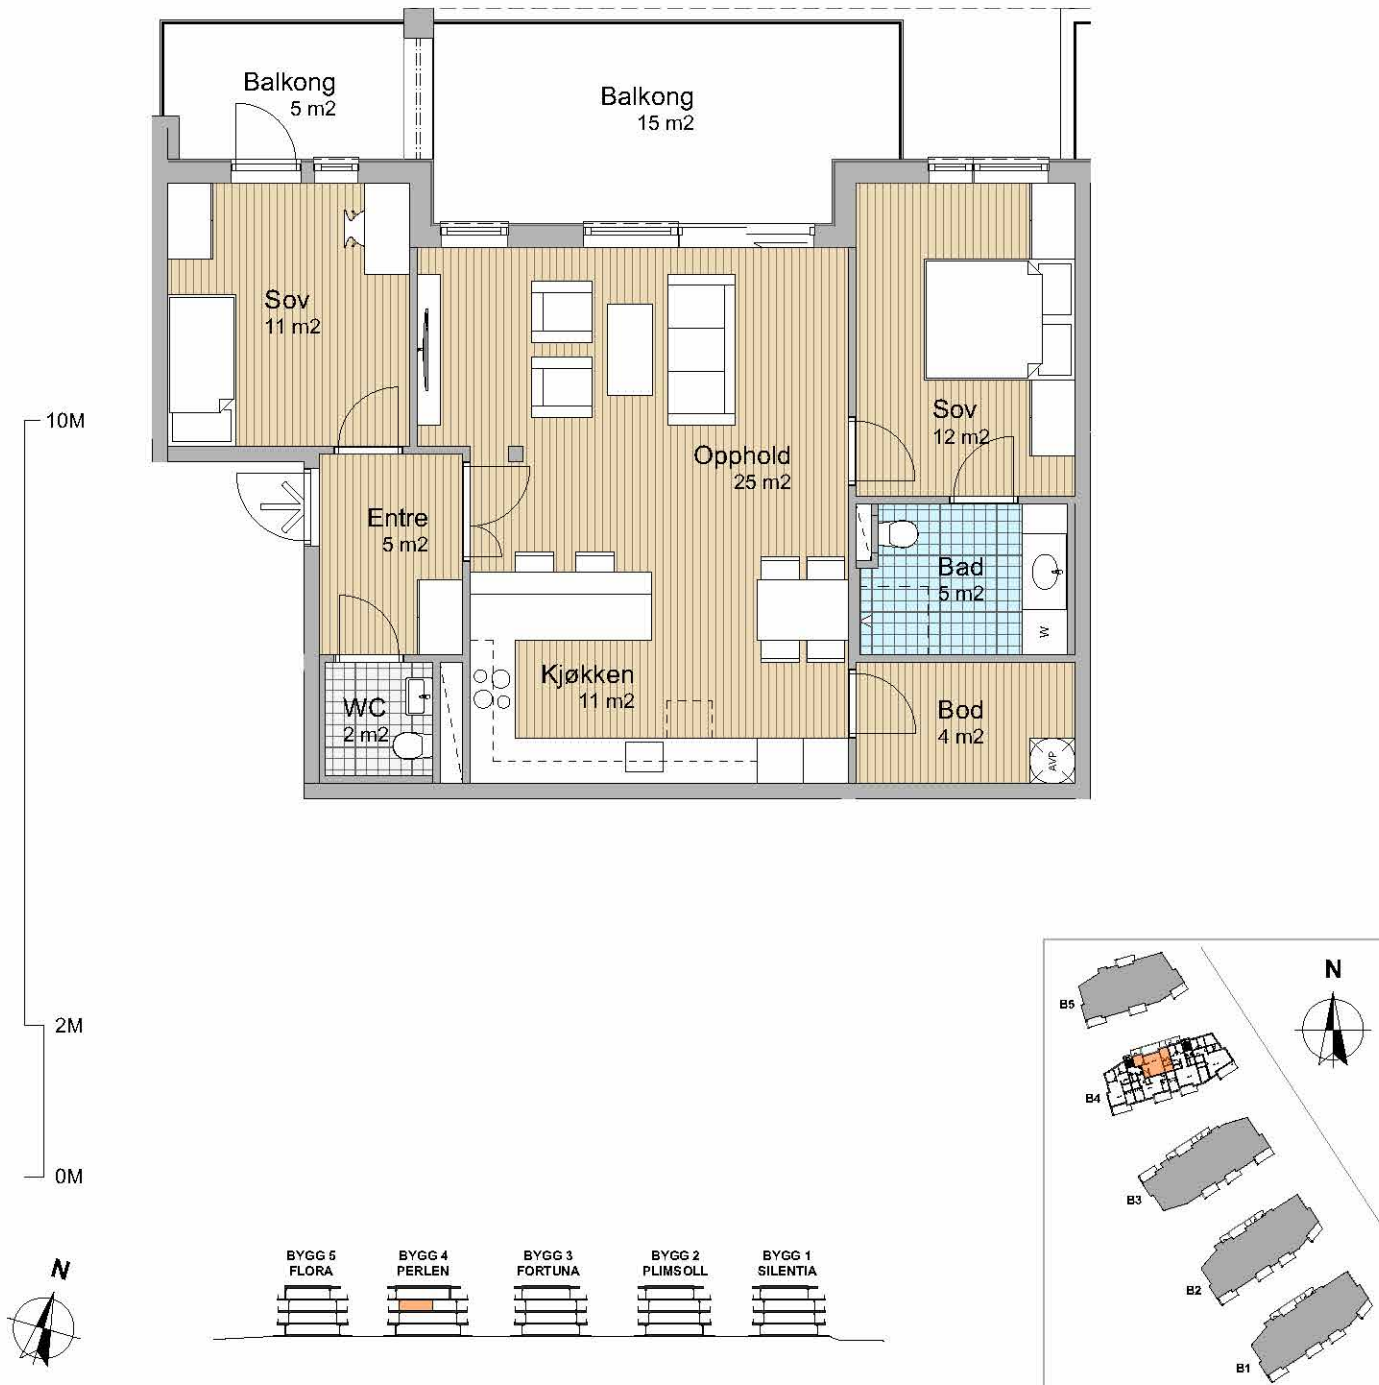 Balkong
5 m2
Balkong
15 m2
Sov
11 m2
10M
Sov
12 m2
Opphold
25 m2
Entre
5 m2
Bad
5 m2
W
Kjøkken
11 m2
WC
2 m2
Bod
4 m2
AVP
2M
0M
N
B5
B4
B3
B2
B1
N
BYGG 5
FLORA
BYGG 4
PERLEN
BYGG 3
FORTUNA
BYGG 2
PLIMSOLL
BYGG 1
SILENTIA